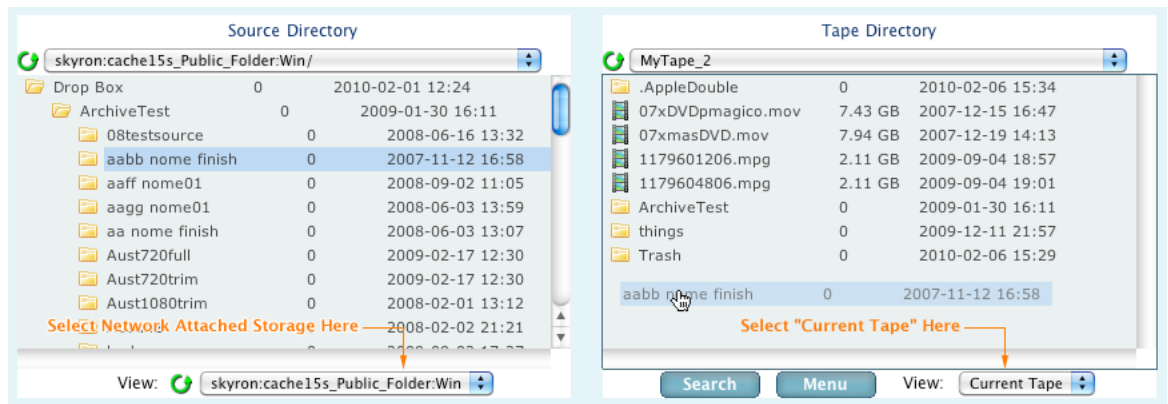 Source Directory
skyron:cache15s_Public_Folder:Win/
Drop Box 0 2010-02-01 12:24
ArchiveTest 0 2009-01-30 16:11
08testsource 0 2008-06-16 13:32
aabb nome finish 0 2007-11-12 16:58
aaff nome01 0 2008-09-02 11:05
aagg nome01 0 2008-06-03 13:59
aa nome finish 0 2008-06-03 13:07
Aust720full 0 2009-02-17 12:30
Aust720trim 0 2009-02-17 12:30
Aust1080trim 0 2008-02-01 13:12
Select Network Attached Storage Here
2008-02-02 21:21
View: skyron:cache15s_Public_Folder:Win
Tape Directory
MyTape_2
.AppleDouble 0 2010-02-06 15:34
07xDVDpmagico.mov 7.43 GB 2007-12-15 16:47
07xmasDVD.mov 7.94 GB 2007-12-19 14:13
1179601206.mpg 2.11 GB 2009-09-04 18:57
1179604806.mpg 2.11 GB 2009-09-04 19:01
ArchiveTest 0 2009-01-30 16:11
things 0 2009-12-11 21:57
Trash 0 2010-02-06 15:29
aabb nome finish 0 2007-11-12 16:58
Select "Current Tape" Here
Search Menu View: Current Tape